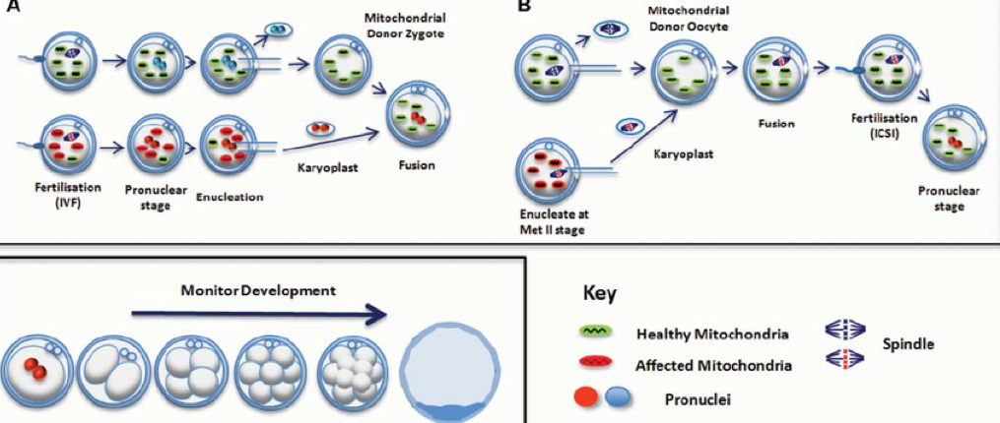 A
Mitochondrial
Donor Zygote
Fertilisation
(IVF)
Pronuclear
stage
Enucleation
Karyoplast
Fusion
B
Mitochondrial
Donor Oocyte
Karyoplast
Fusion
Fertilisation
(ICSI)
Enucleate at
Met II stage
Pronuclear
stage
Monitor Development
Key
Healthy Mitochondria
Affected Mitochondria
Pronuclei
Spindle